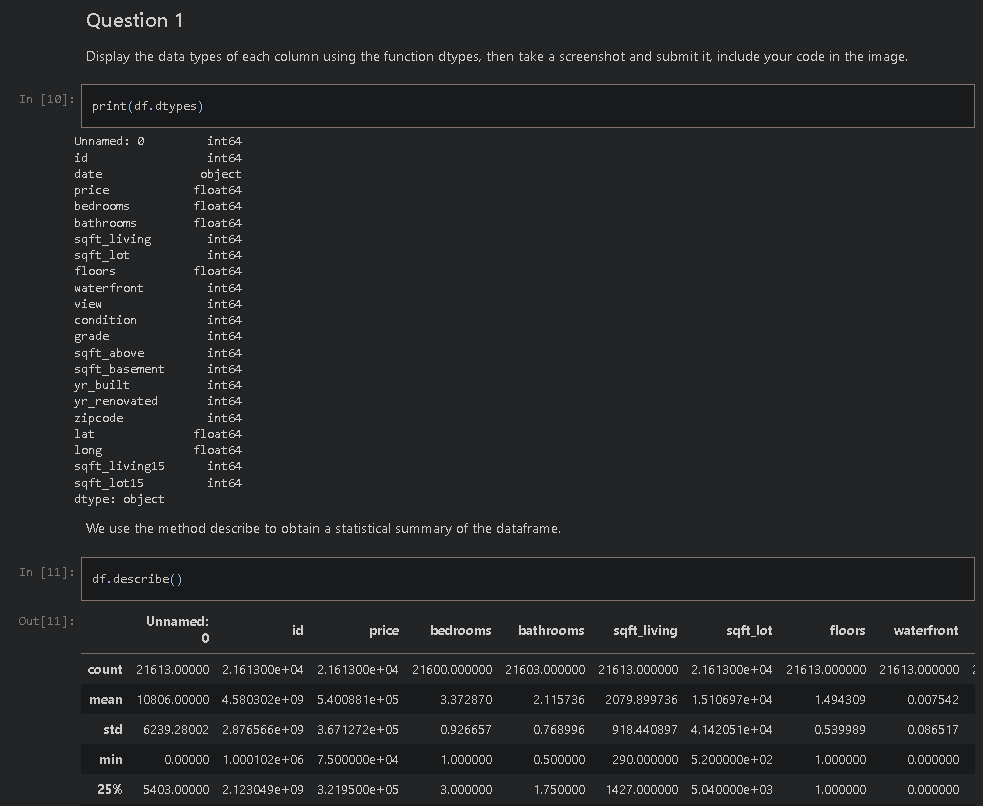 Question 1
Display the data types of each column using the function dtypes, then take a screenshot and submit it, include your code in the image.
In [10]: print(df.dtypes)
Unnamed: 0 int64
id int64
date object
price float64
bedrooms float64
bathrooms float64
sqft_living int64
sqft_lot int64
floors float64
waterfront int64
view int64
condition int64
grade int64
sqft_above int64
sqft_basement int64
yr_built int64
yr_renovated int64
zipcode int64
lat float64
long float64
sqft_living15 int64
sqft_lot15 int64
dtype: object
We use the method describe to obtain a statistical summary of the dataframe.
In [11]: df.describe()
Out[11]:
Unnamed: 0 id price bedrooms bathrooms sqft_living sqft_lot floors waterfront
count 21613.00000 2.161300e+04 2.161300e+04 21600.000000 21603.000000 21613.000000 2.161300e+04 21613.000000 21613.000000
mean 10806.00000 4.580302e+09 5.400881e+05 3.372870 2.115736 2079.899736 1.510697e+04 1.494309 0.007542
std 6239.28002 2.876566e+09 3.671272e+05 0.926657 0.768996 918.440897 4.142051e+04 0.539989 0.086517
min 0.00000 1.000102e+06 7.500000e+04 1.000000 0.500000 290.000000 5.200000e+02 1.000000 0.000000
25% 5403.00000 2.123049e+09 3.219500e+05 3.000000 1.750000 1427.000000 5.040000e+03 1.000000 0.000000